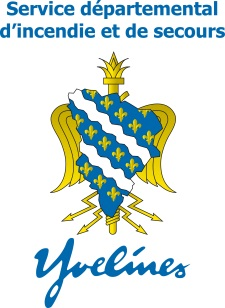 Service départemental
d'incendie et de secours
Yvelines